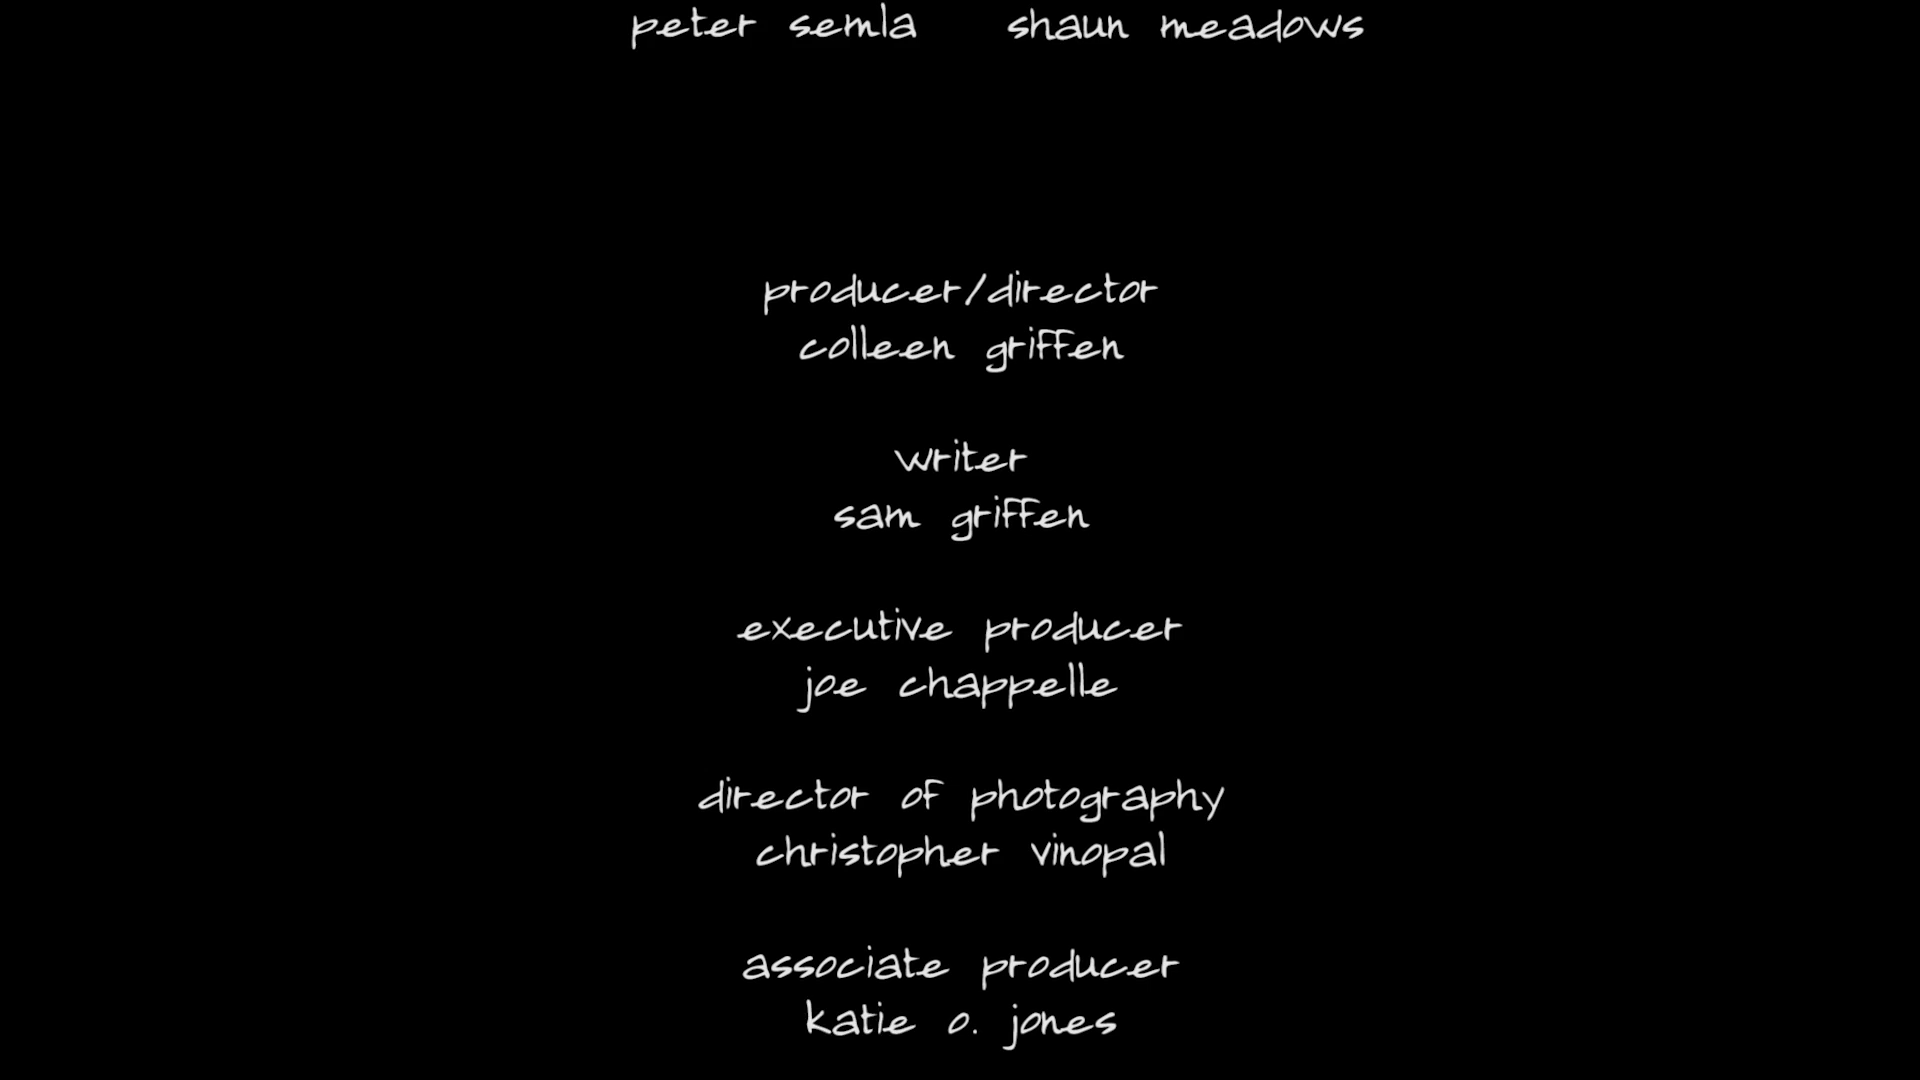 peter semla shaun meadows
producer/director
colleen griffen
writer
sam griffen
executive producer
joe chappelle
director of photography
christopher vinopal
associate producer
katie o. jones